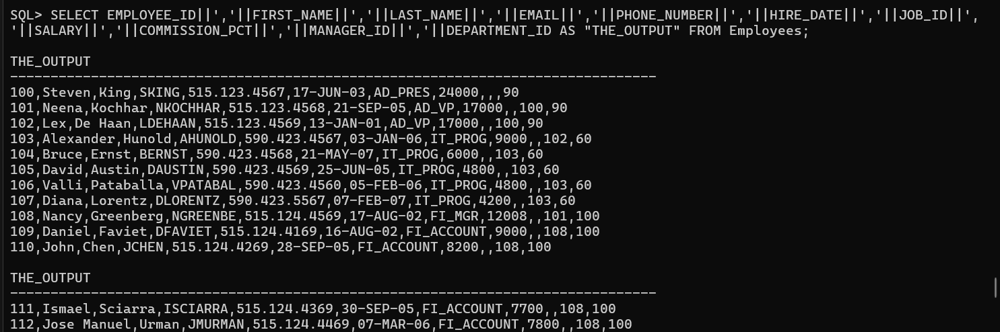 SQL> SELECT EMPLOYEE_ID||','||FIRST_NAME||','||LAST_NAME||','||EMAIL||','||PHONE_NUMBER||','||HIRE_DATE||','||JOB_ID||',
'||SALARY||','||COMMISSION_PCT||','||MANAGER_ID||','||DEPARTMENT_ID AS "THE_OUTPUT" FROM Employees;
THE_OUTPUT
--------------------------------------------------------------------------------
100,Steven,King,SKING,515.123.4567,17-JUN-03,AD_PRES,24000,,,90
101,Neena,Kochhar,NKOCHHAR,515.123.4568,21-SEP-05,AD_VP,17000,,100,90
102,Lex,De Haan,LDEHAAN,515.123.4569,13-JAN-01,AD_VP,17000,,100,90
103,Alexander,Hunold,AHUNOLD,590.423.4567,03-JAN-06,IT_PROG,9000,,102,60
104,Bruce,Ernst,BERNST,590.423.4568,21-MAY-07,IT_PROG,6000,,103,60
105,David,Austin,DAUSTIN,590.423.4569,25-JUN-05,IT_PROG,4800,,103,60
106,Valli,Pataballa,VPATABAL,590.423.4560,05-FEB-06,IT_PROG,4800,,103,60
107,Diana,Lorentz,DLORENTZ,590.423.5567,07-FEB-07,IT_PROG,4200,,103,60
108,Nancy,Greenberg,NGREENBE,515.124.4569,17-AUG-02,FI_MGR,12008,,101,100
109,Daniel,Faviet,DFAVIET,515.124.4169,16-AUG-02,FI_ACCOUNT,9000,,108,100
110,John,Chen,JCHEN,515.124.4269,28-SEP-05,FI_ACCOUNT,8200,,108,100
THE_OUTPUT
--------------------------------------------------------------------------------
111,Ismael,Sciarra,ISCIARRA,515.124.4369,30-SEP-05,FI_ACCOUNT,7700,,108,100
112,Jose Manuel,Urman,JMURMAN,515.124.4469,07-MAR-06,FI_ACCOUNT,7800,,108,100